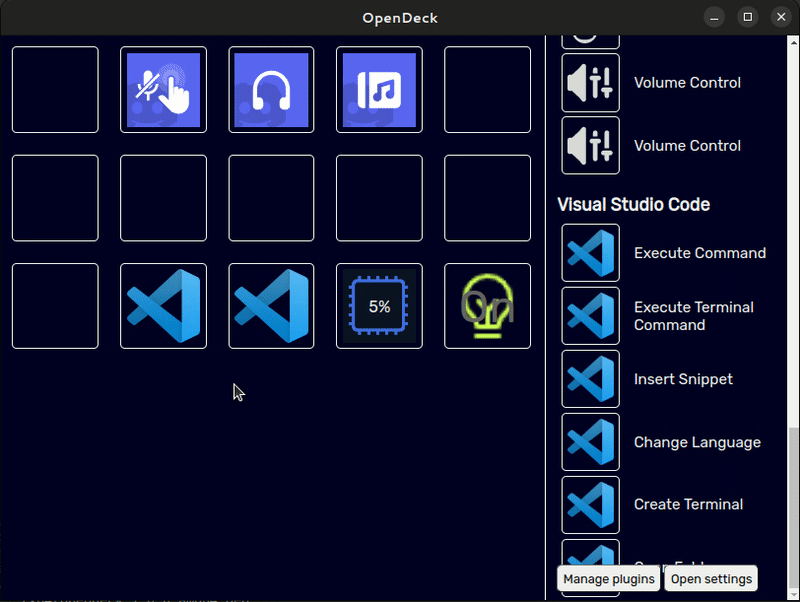 OpenDeck
Volume Control
Volume Control
Visual Studio Code
Execute Command
Execute Terminal
Command
Insert Snippet
Change Language
Create Terminal
Manage plugins
Open settings
5%
On